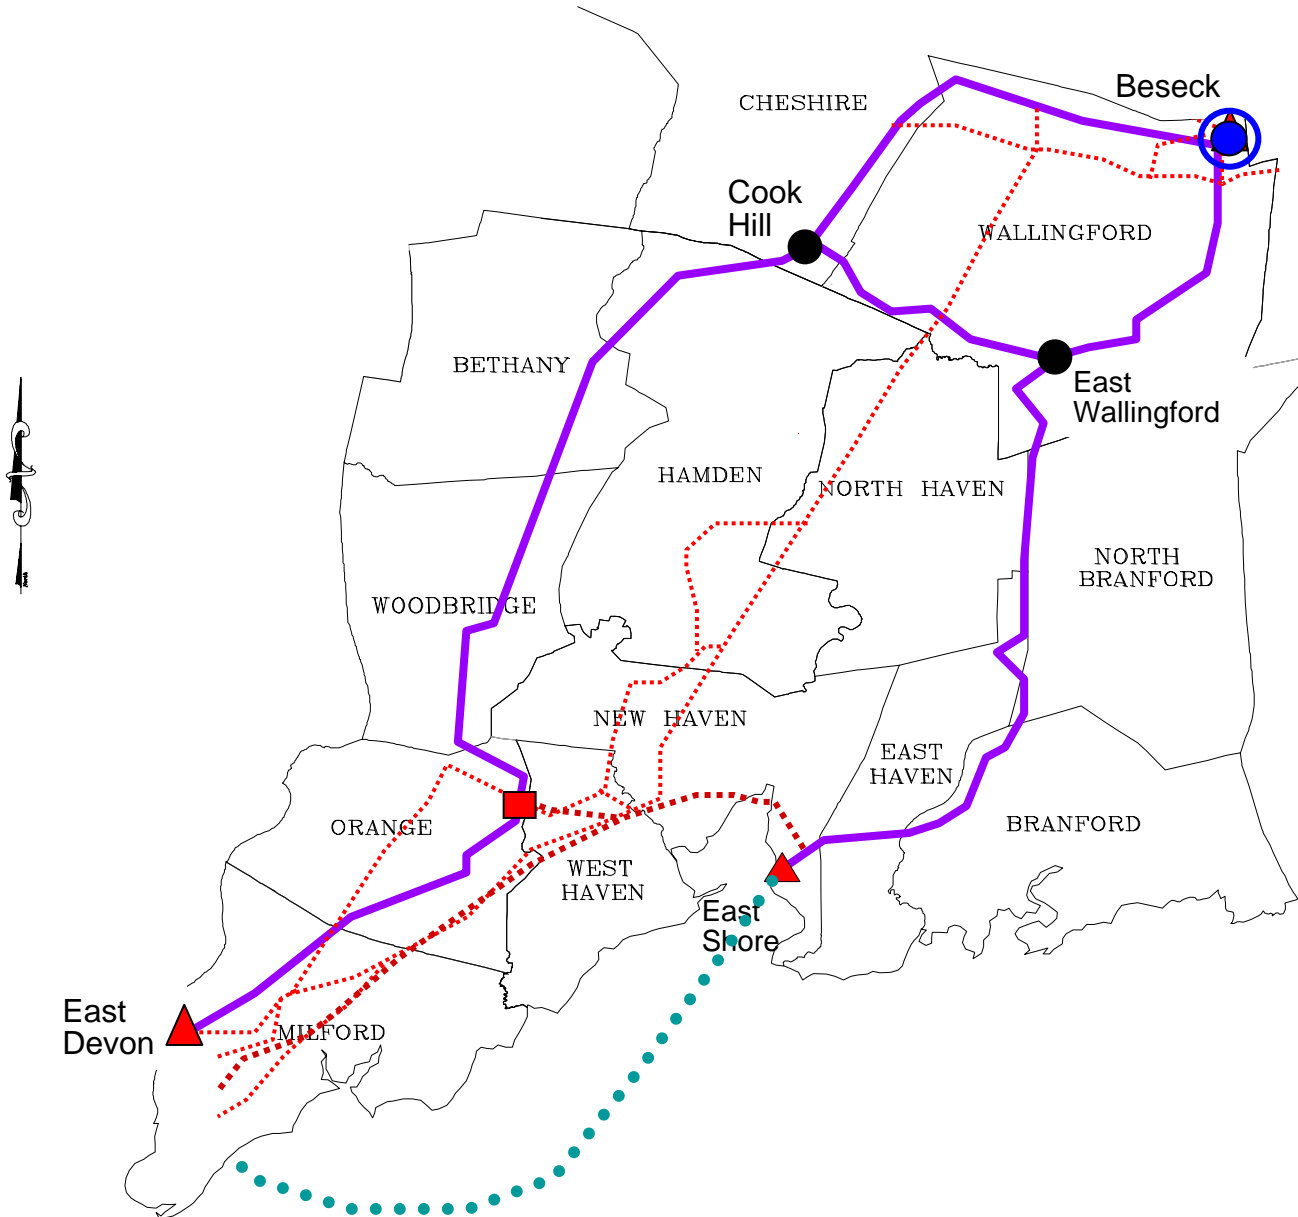 Beseck
CHESHIRE
Cook
Hill
WALLINGFORD
BETHANY
East
Wallingford
HAMDEN
NORTH HAVEN
NORTH
BRANFORD
North
WOODBRIDGE
NEW HAVEN
EAST
HAVEN
ORANGE
BRANFORD
WEST
HAVEN
East
Shore
East
Devon
MILFORD